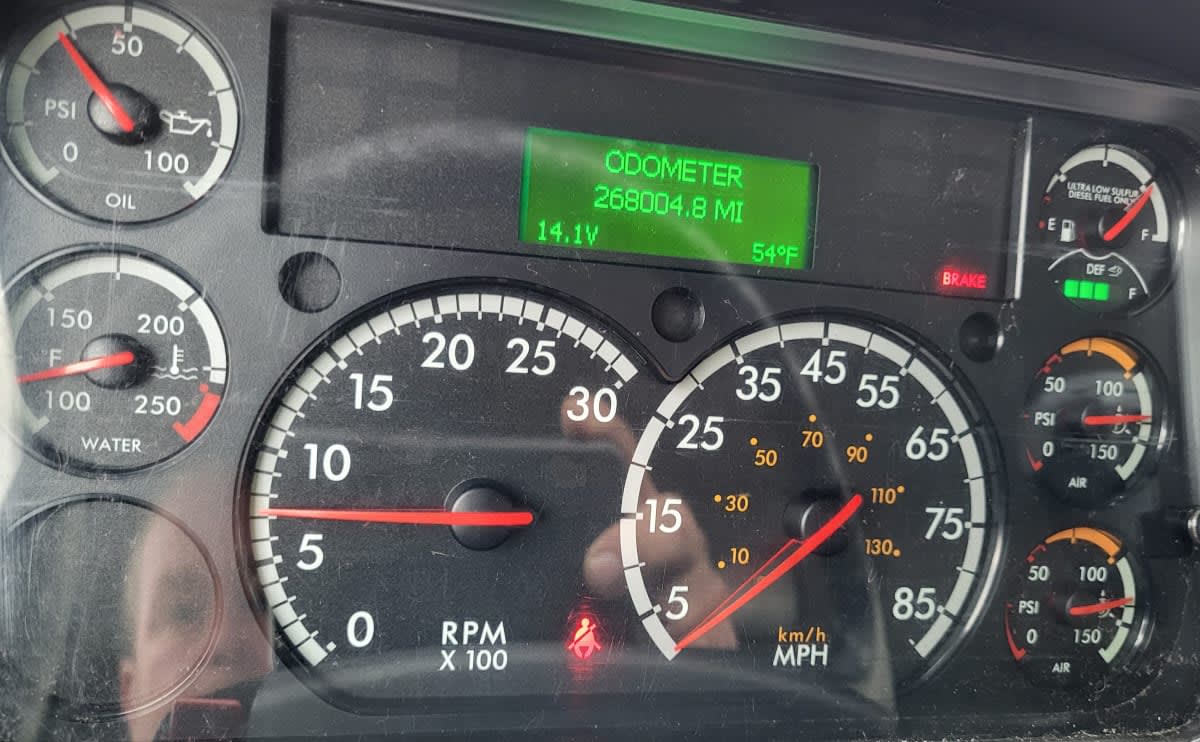 50
PSI
0
100
OIL
150
200
F
100
250
WATER
ODOMETER
268004.8 MI
14.1V
54°F
BRAKE
0
5
10
15
20
25
30
RPM
X 100
5
15
25
35
45
55
65
75
85
10
30
50
70
90
110
130
km/h
MPH
ULTRA LOW SULFUR
DIESEL FUEL ONLY
E
F
DEF
F
50
100
PSI
0
150
AIR
50
100
PSI
0
150
AIR